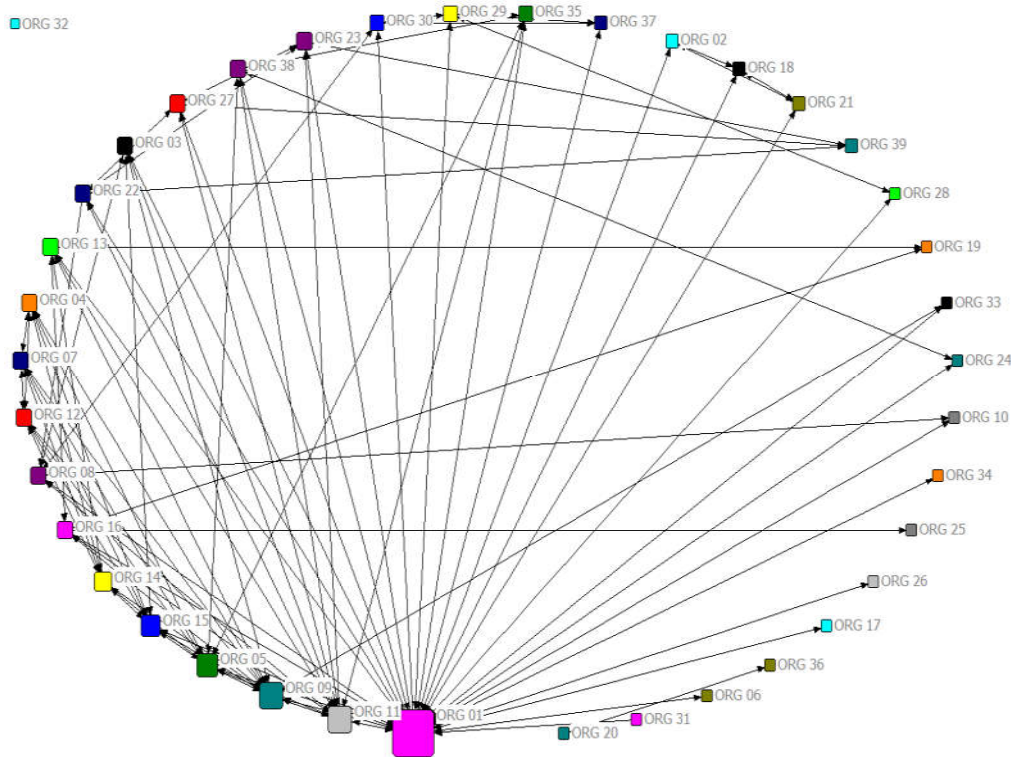 ORG 32
ORG 30
ORG 29
ORG 35
ORG 37
ORG 23
ORG 02
ORG 38
ORG 18
ORG 27
ORG 21
ORG 03
ORG 39
ORG 22
ORG 28
ORG 13
ORG 19
ORG 04
ORG 33
ORG 07
ORG 24
ORG 12
ORG 10
ORG 08
ORG 34
ORG 16
ORG 25
ORG 14
ORG 26
ORG 15
ORG 17
ORG 05
ORG 36
ORG 09
ORG 06
ORG 11
ORG 01
ORG 31
ORG 20